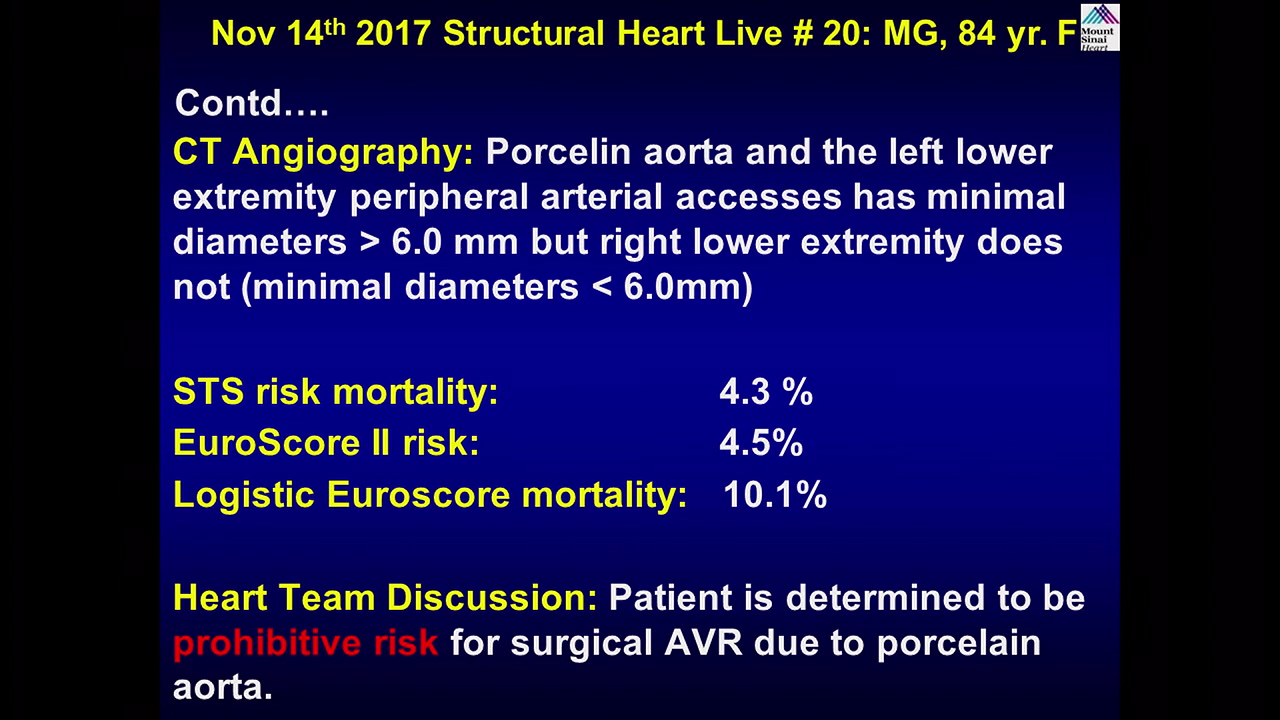 Nov 14th 2017 Structural Heart Live # 20: MG, 84 yr. F
Mount
Sinai
Heart
Contd….
CT Angiography: Porcelin aorta and the left lower
extremity peripheral arterial accesses has minimal
diameters > 6.0 mm but right lower extremity does
not (minimal diameters < 6.0mm)
STS risk mortality: 4.3 %
EuroScore II risk: 4.5%
Logistic Euroscore mortality: 10.1%
Heart Team Discussion: Patient is determined to be
prohibitive risk for surgical AVR due to porcelain
aorta.